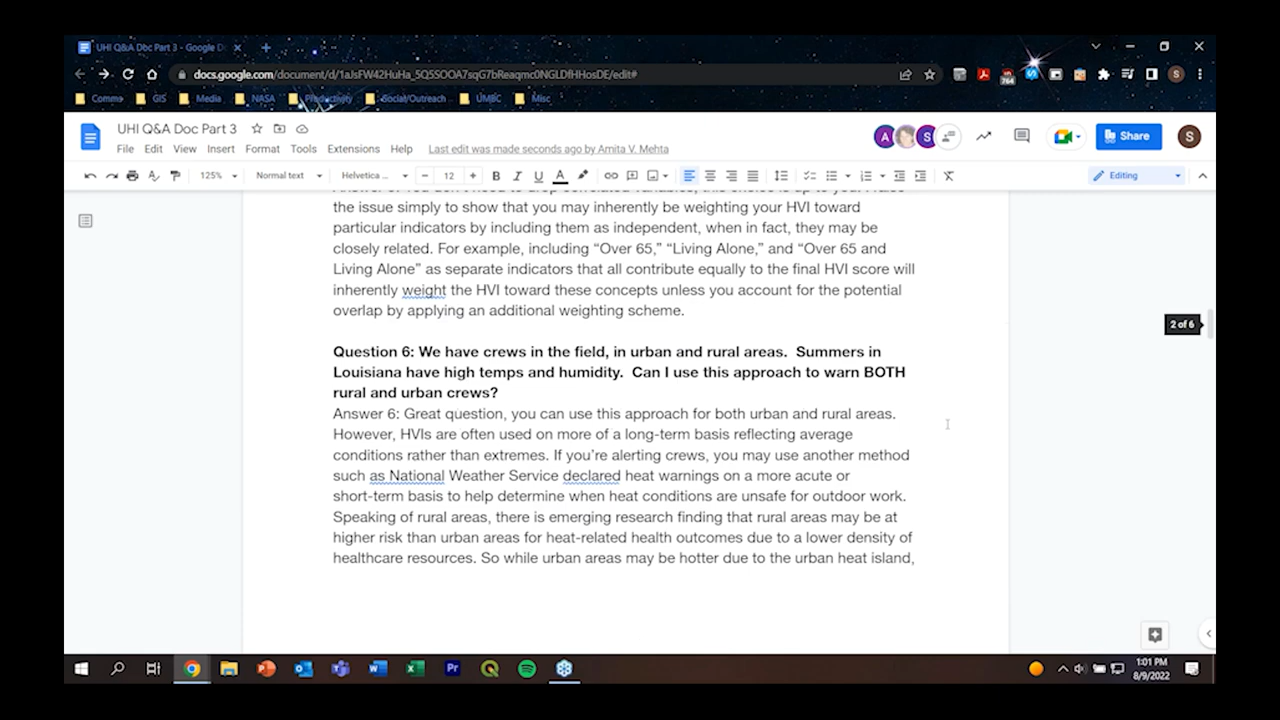 UHI Q&A Doc Part 3 - Google D
docs.google.com/document/d/1aJsFW42HuHa_5Q5SOOA7sqG7bReaqmc0NGLDfHHosDE/edit#
764
S
Comms GIS Media NASA Productivity Social/Outreach UMBC Misc
UHI Q&A Doc Part 3
A S
Share
S
File Edit View Insert Format Tools Extensions Help Last edit was made seconds ago by Amita V. Mehta
125% Normal text Helvetica ... 12 B I U A Editing
the issue simply to show that you may inherently be weighting your HVI toward
particular indicators by including them as independent, when in fact, they may be
closely related. For example, including “Over 65,” “Living Alone,” and “Over 65 and
Living Alone” as separate indicators that all contribute equally to the final HVI score will
inherently weight the HVI toward these concepts unless you account for the potential
overlap by applying an additional weighting scheme.
2 of 6
Question 6: We have crews in the field, in urban and rural areas. Summers in
Louisiana have high temps and humidity. Can I use this approach to warn BOTH
rural and urban crews?
Answer 6: Great question, you can use this approach for both urban and rural areas.
However, HVIs are often used on more of a long-term basis reflecting average
conditions rather than extremes. If you’re alerting crews, you may use another method
such as National Weather Service declared heat warnings on a more acute or
short-term basis to help determine when heat conditions are unsafe for outdoor work.
Speaking of rural areas, there is emerging research finding that rural areas may be at
higher risk than urban areas for heat-related health outcomes due to a lower density of
healthcare resources. So while urban areas may be hotter due to the urban heat island,
1:01 PM
8/9/2022